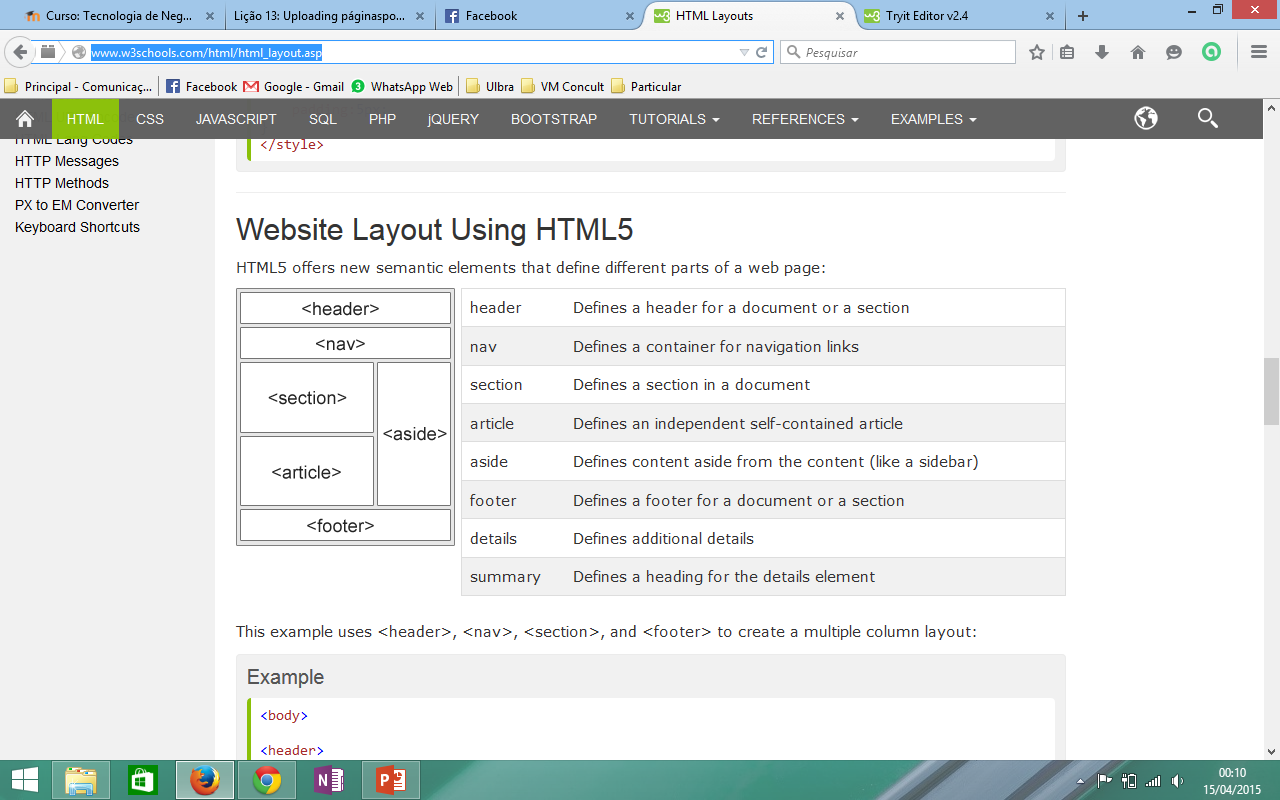 Curso: Tecnologia de Neg...
Lição 13: Uploading páginaspo...
Facebook
HTML Layouts
Tryit Editor v2.4
www.w3schools.com/html/html_layout.asp
Pesquisar
Principal - Comunicaç...
Facebook
Google - Gmail
WhatsApp Web
Ulbra
VM Concult
Particular
HTML
CSS
JAVASCRIPT
SQL
PHP
jQUERY
BOOTSTRAP
TUTORIALS
REFERENCES
EXAMPLES
HTML Lang Codes
HTTP Messages
HTTP Methods
PX to EM Converter
Keyboard Shortcuts
</style>
Website Layout Using HTML5
HTML5 offers new semantic elements that define different parts of a web page:
<header>
<nav>
<section>
<aside>
<article>
<footer>
header Defines a header for a document or a section
nav Defines a container for navigation links
section Defines a section in a document
article Defines an independent self-contained article
aside Defines content aside from the content (like a sidebar)
footer Defines a footer for a document or a section
details Defines additional details
summary Defines a heading for the details element
This example uses <header>, <nav>, <section>, and <footer> to create a multiple column layout:
Example
<body>
<header>
00:10
15/04/2015